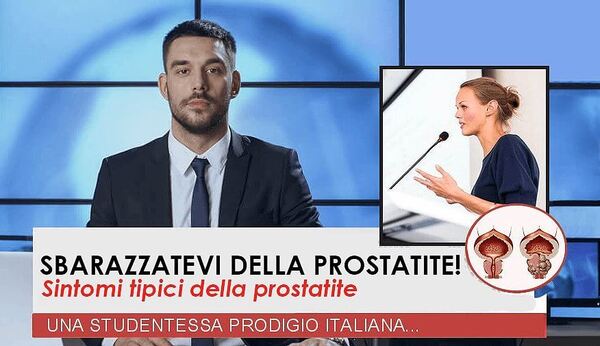 SBARAZZATEVI DELLA PROSTATITE!
Sintomi tipici della prostatite
UNA STUDENTESSA PRODIGIO ITALIANA...